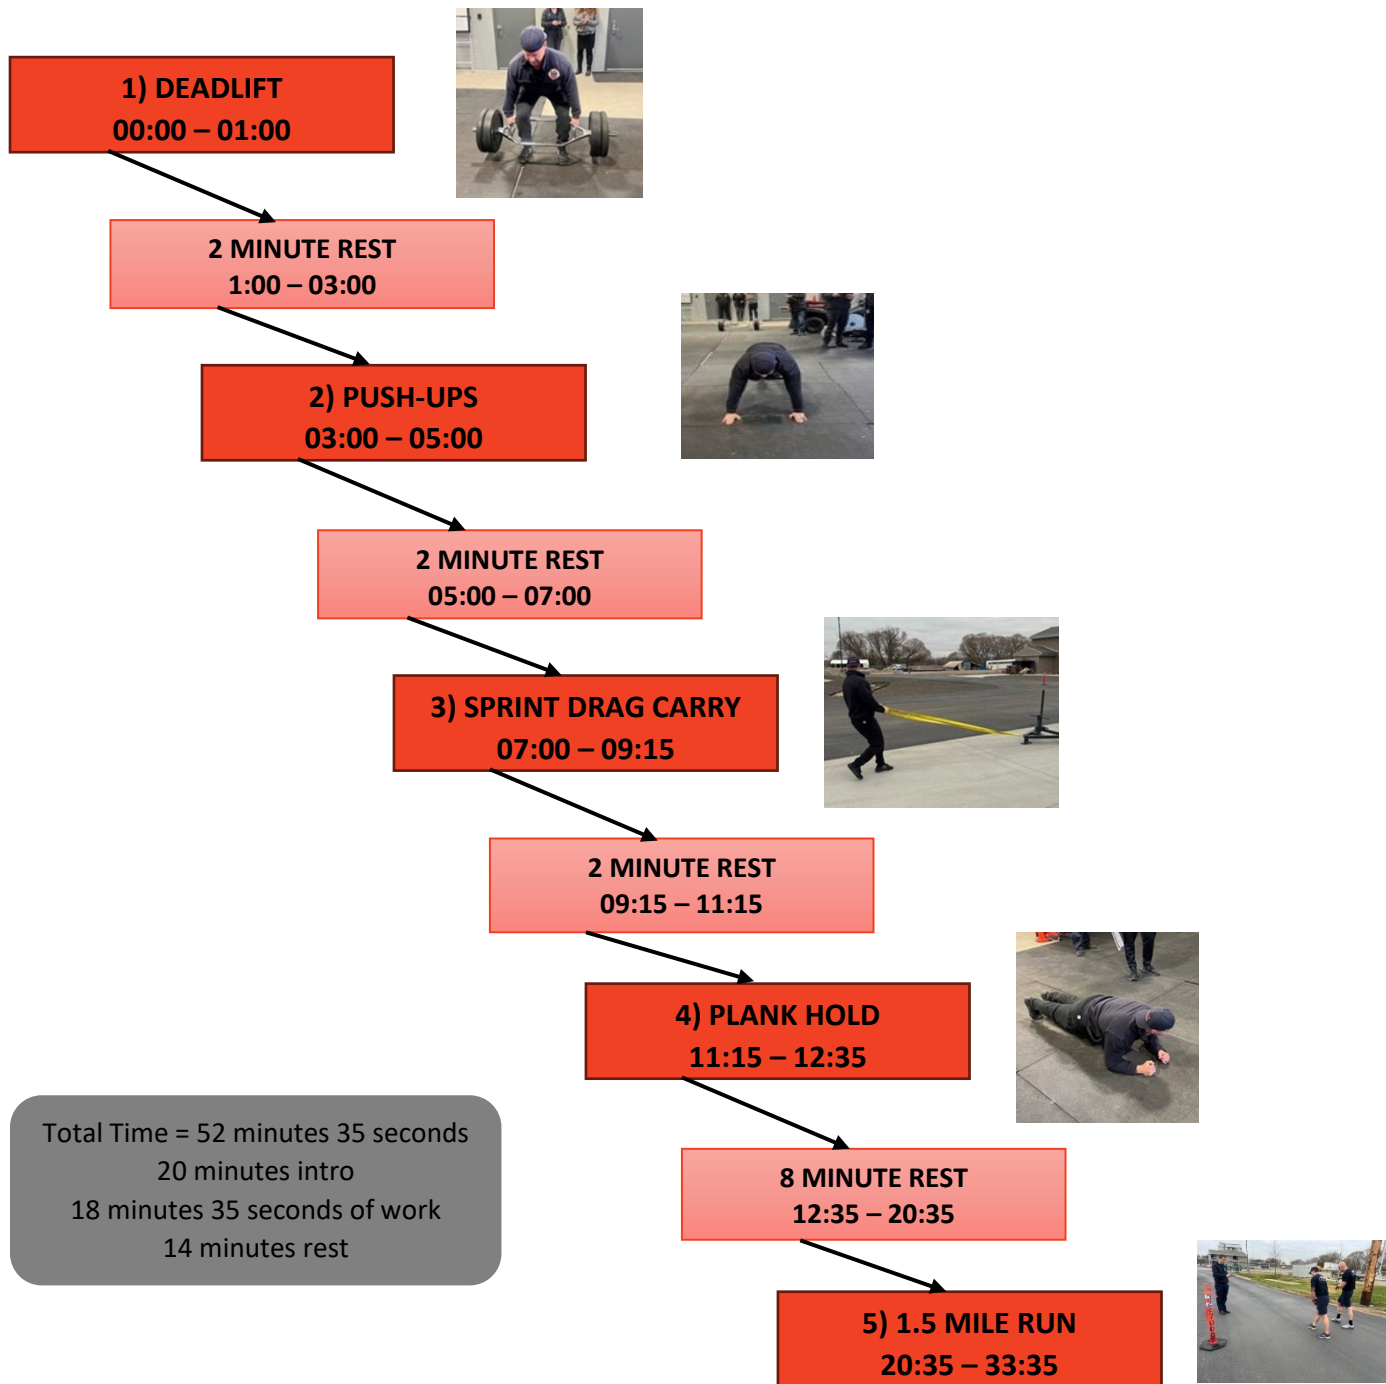 1) DEADLIFT
00:00 – 01:00
2 MINUTE REST
1:00 – 03:00
2) PUSH-UPS
03:00 – 05:00
2 MINUTE REST
05:00 – 07:00
3) SPRINT DRAG CARRY
07:00 – 09:15
2 MINUTE REST
09:15 – 11:15
4) PLANK HOLD
11:15 – 12:35
Total Time = 52 minutes 35 seconds
20 minutes intro
18 minutes 35 seconds of work
14 minutes rest
8 MINUTE REST
12:35 – 20:35
5) 1.5 MILE RUN
20:35 – 33:35